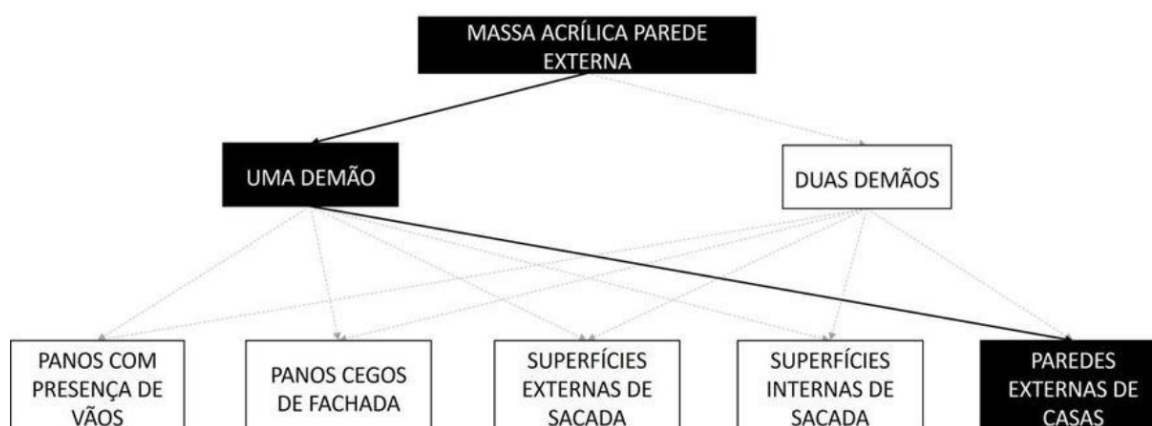 MASSA ACRÍLICA PAREDE
EXTERNA
UMA DEMÃO
DUAS DEMÃOS
PANOS COM
PRESENÇA DE
VÃOS
PANOS CEGOS
DE FACHADA
SUPERFÍCIES
EXTERNAS DE
SACADA
SUPERFÍCIES
INTERNAS DE
SACADA
PAREDES
EXTERNAS DE
CASAS